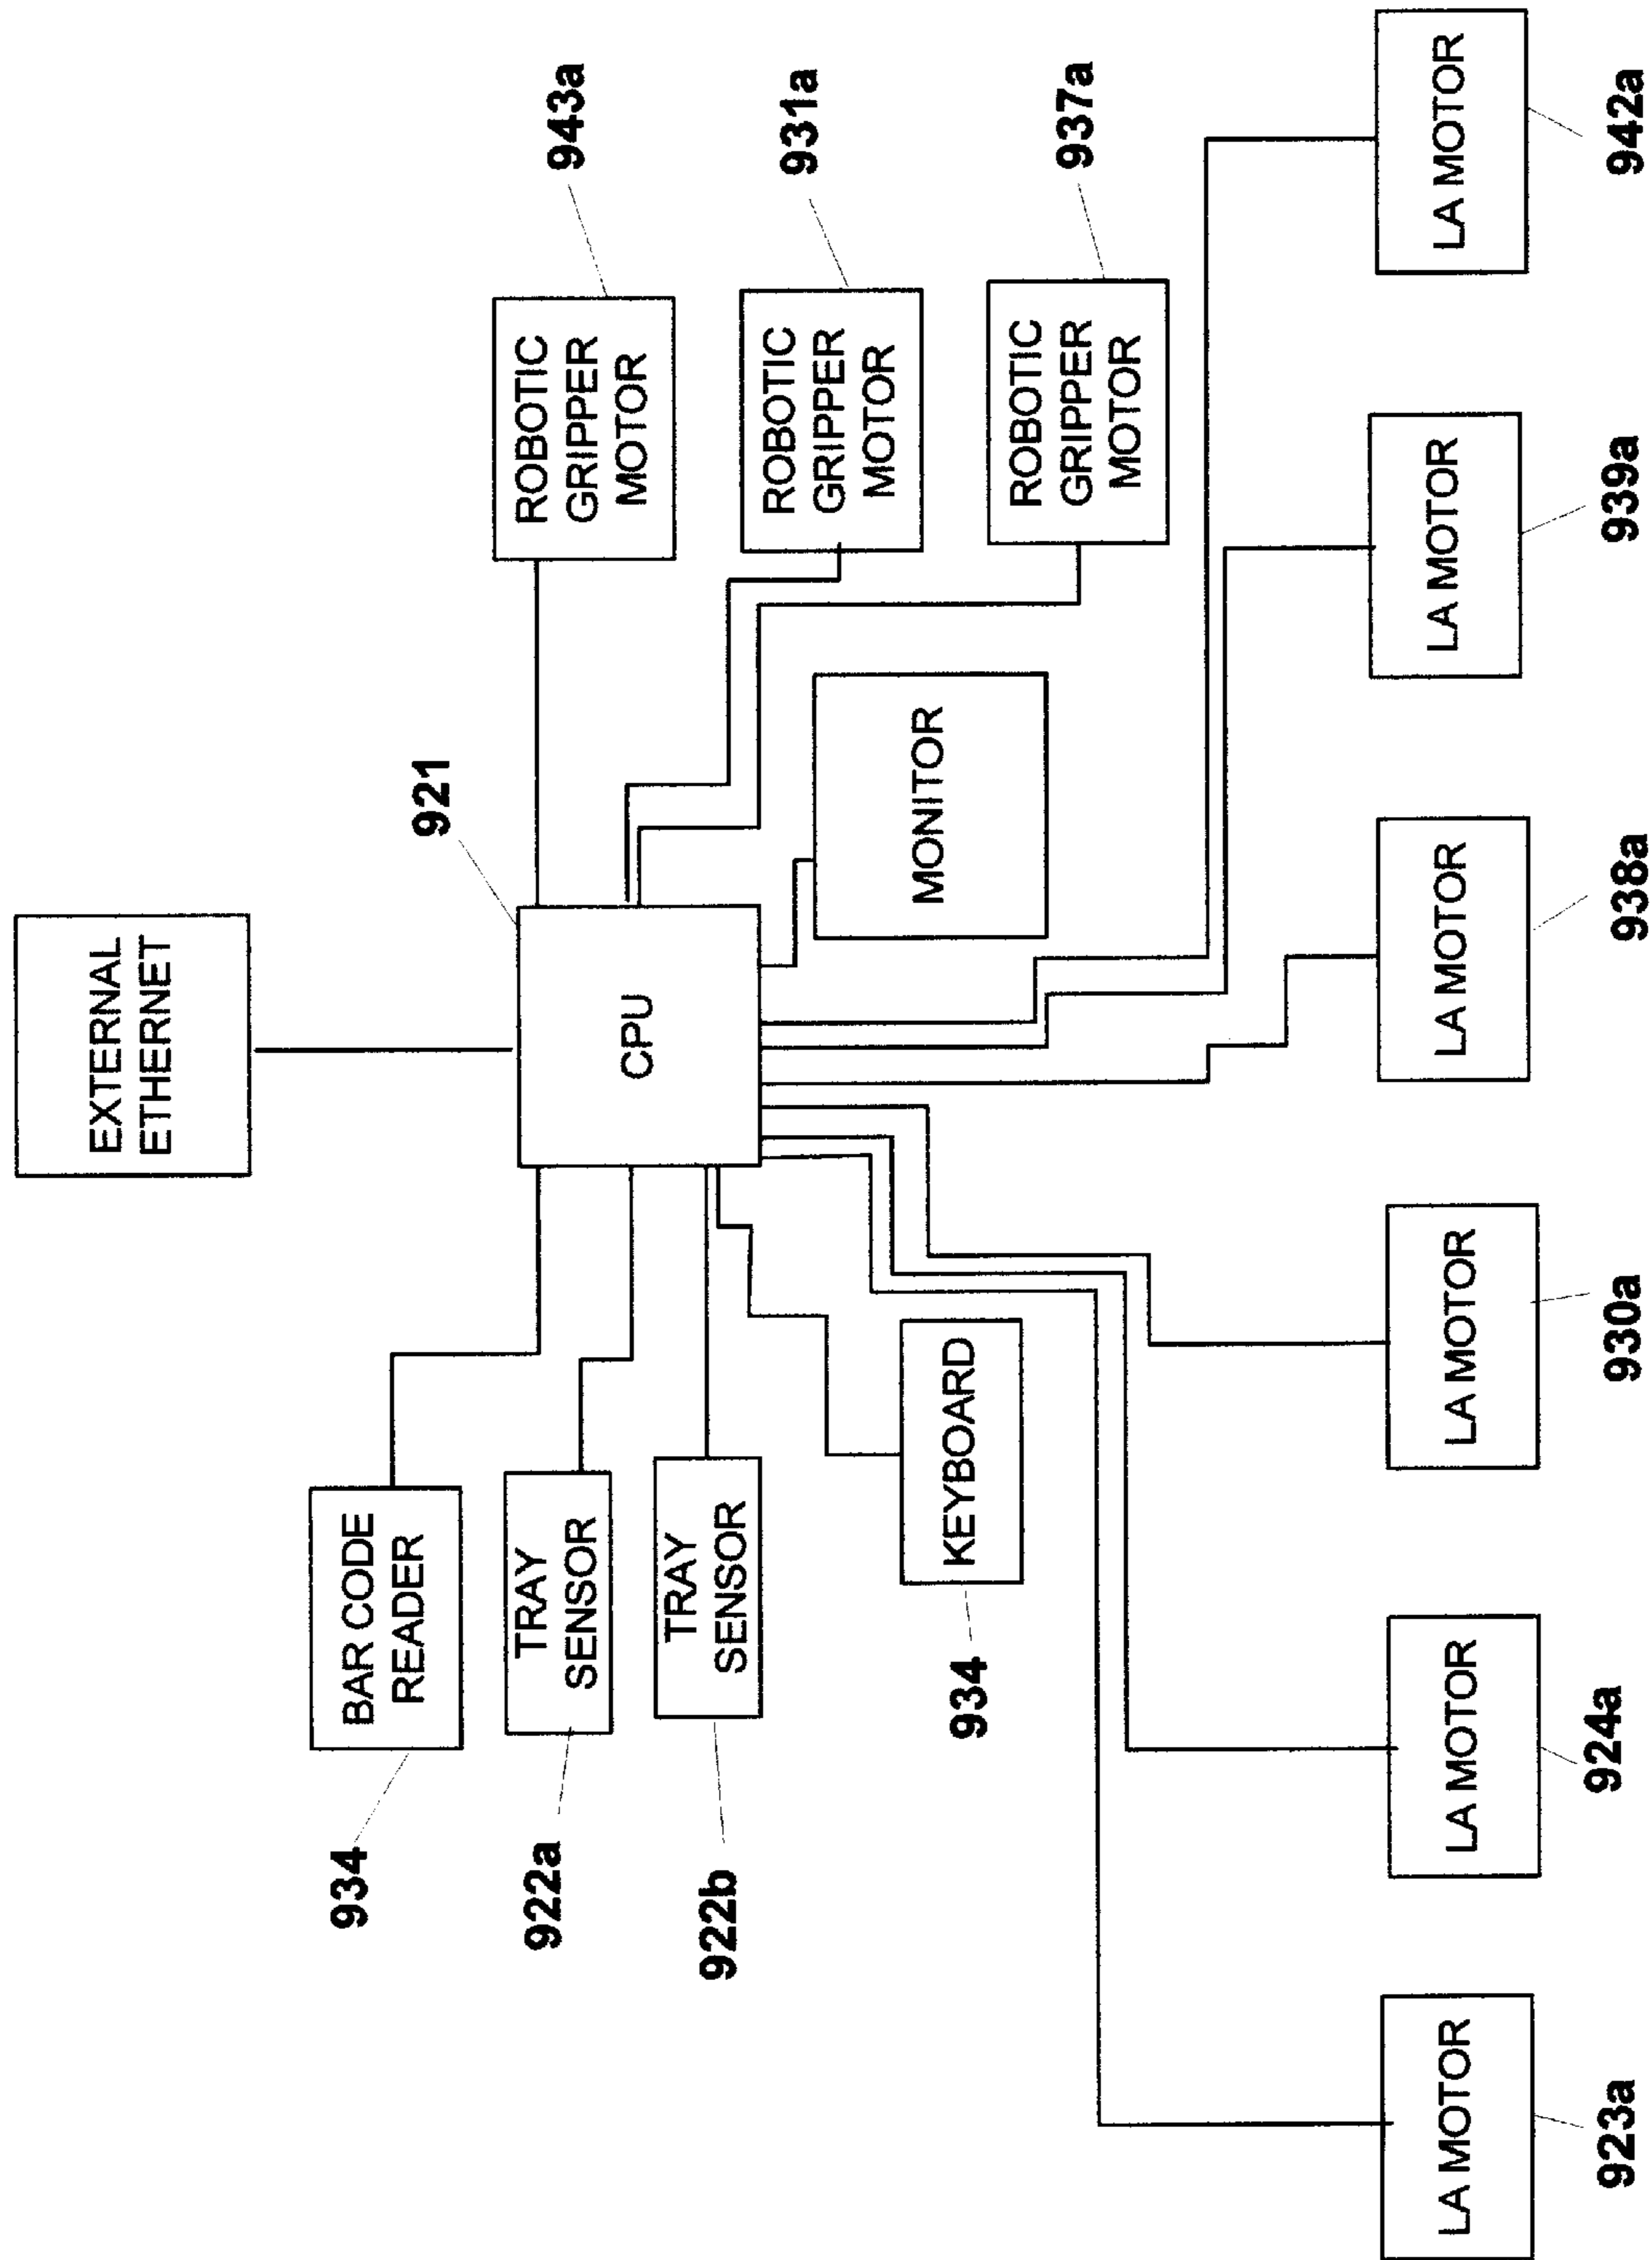 EXTERNAL
ETHERNET
921
CPU
BAR CODE
READER
934
TRAY
SENSOR
922a
TRAY
SENSOR
922b
KEYBOARD
934
MONITOR
ROBOTIC
GRIPPER
MOTOR
943a
ROBOTIC
GRIPPER
MOTOR
931a
ROBOTIC
GRIPPER
MOTOR
937a
LA MOTOR
923a
LA MOTOR
924a
LA MOTOR
930a
LA MOTOR
938a
LA MOTOR
939a
LA MOTOR
942a